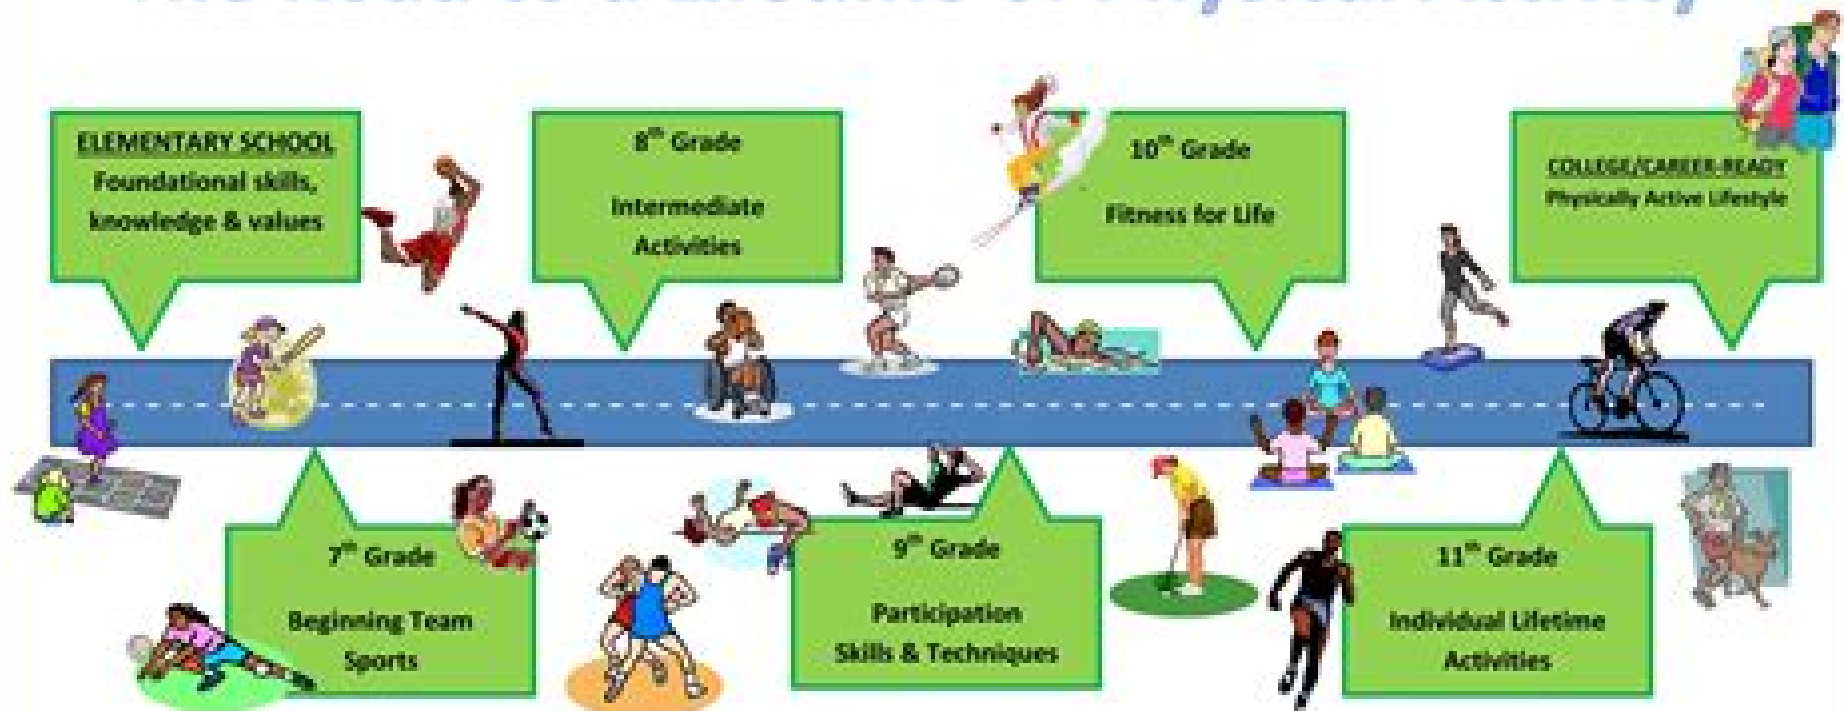 ELEMENTARY SCHOOL
Foundational skills,
knowledge & values
7th Grade
Beginning Team
Sports
8th Grade
Intermediate
Activities
9th Grade
Participation
Skills & Techniques
10th Grade
Fitness for Life
11th Grade
Individual Lifetime
Activities
COLLEGE/CAREER-READY
Physically Active Lifestyle